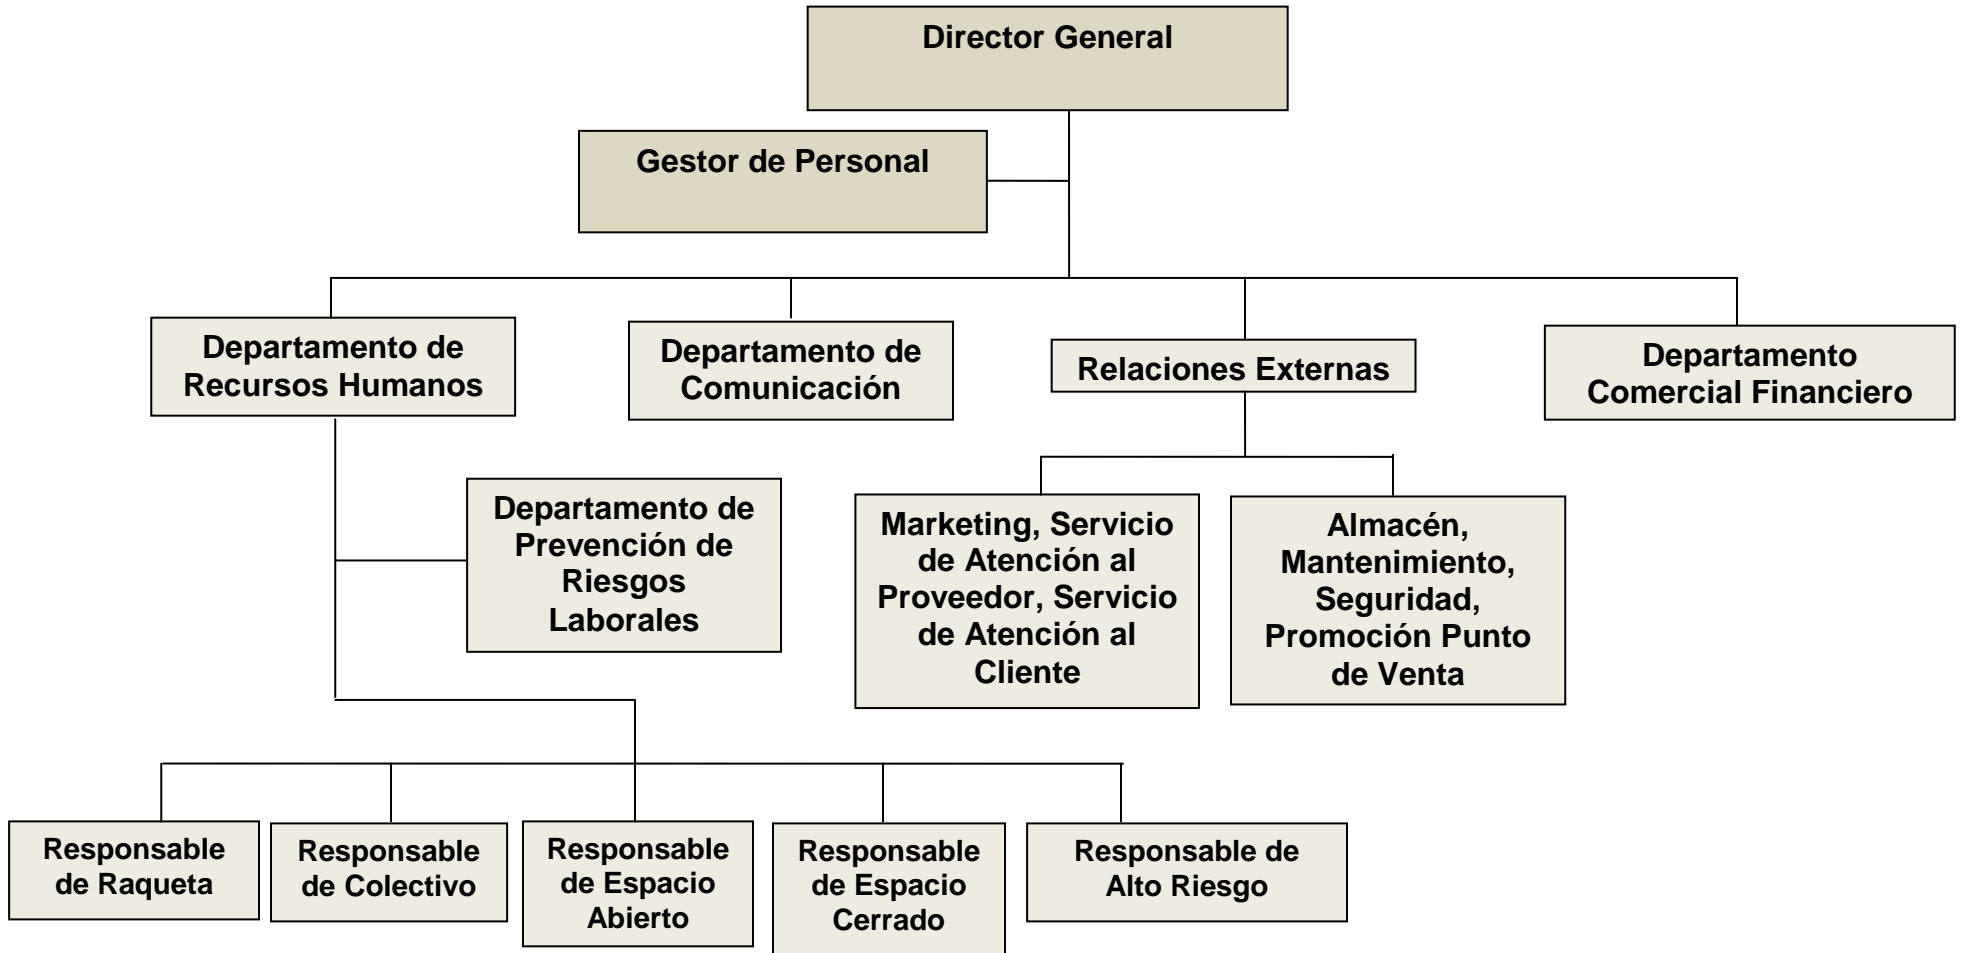 Director General
Gestor de Personal
Departamento de
Recursos Humanos
Departamento de
Comunicación
Relaciones Externas
Departamento
Comercial Financiero
Departamento de
Prevención de
Riesgos
Laborales
Marketing, Servicio
de Atención al
Proveedor, Servicio
de Atención al
Cliente
Almacén,
Mantenimiento,
Seguridad,
Promoción Punto
de Venta
Responsable
de Raqueta
Responsable
de Colectivo
Responsable
de Espacio
Abierto
Responsable
de Espacio
Cerrado
Responsable de
Alto Riesgo